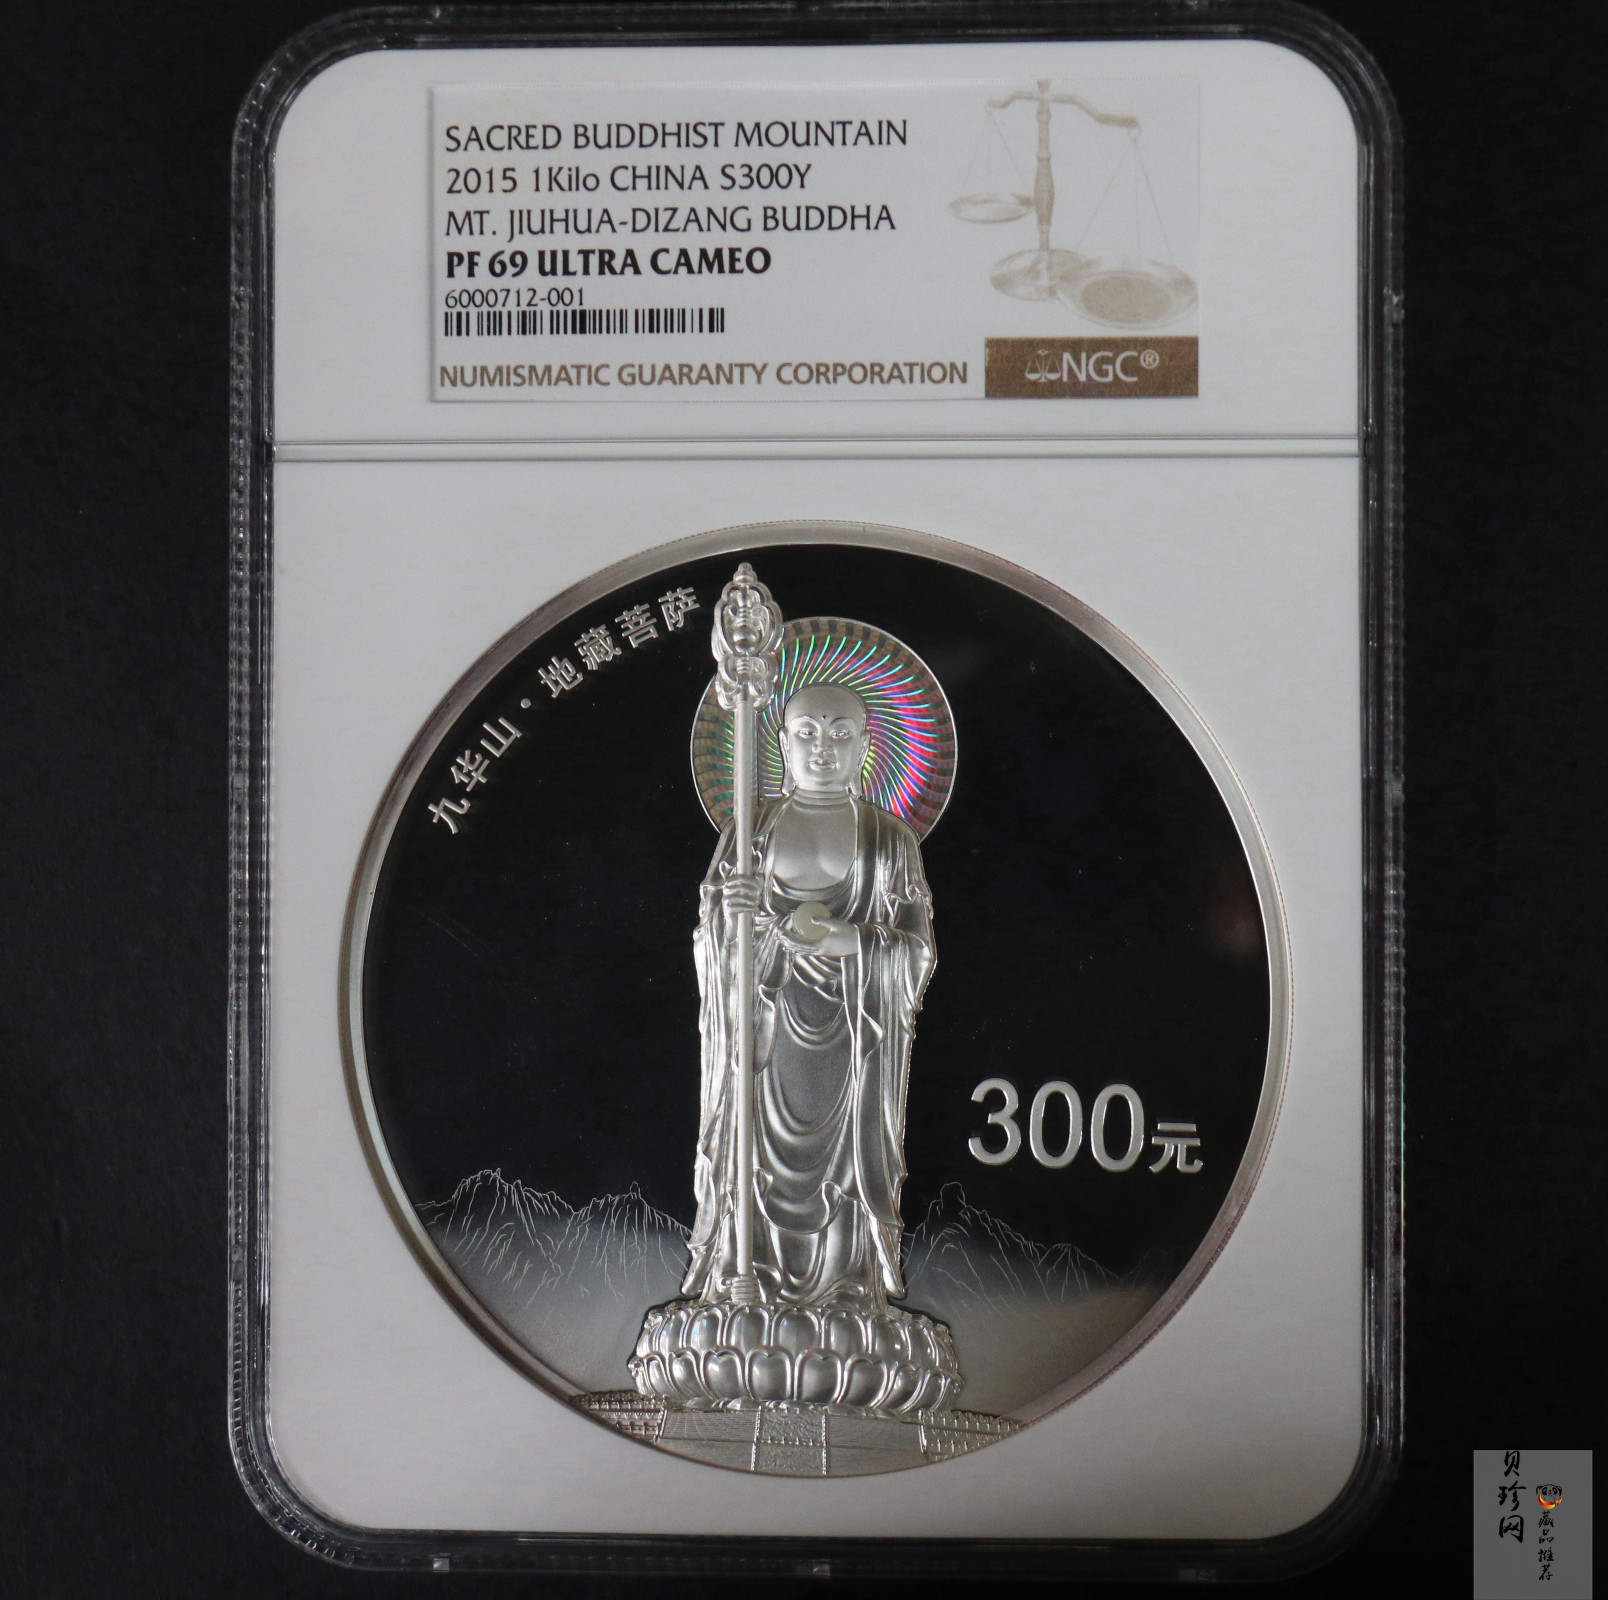 SACRED BUDDHIST MOUNTAIN
2015 1Kilo CHINA S300Y
MT. JIUHUA-DIZANG BUDDHA
PF 69 ULTRA CAMEO
6000712-001
NUMISMATIC GUARANTY CORPORATION
NGC®
九华山·地藏菩萨
300元
贝珍网
藏品推荐